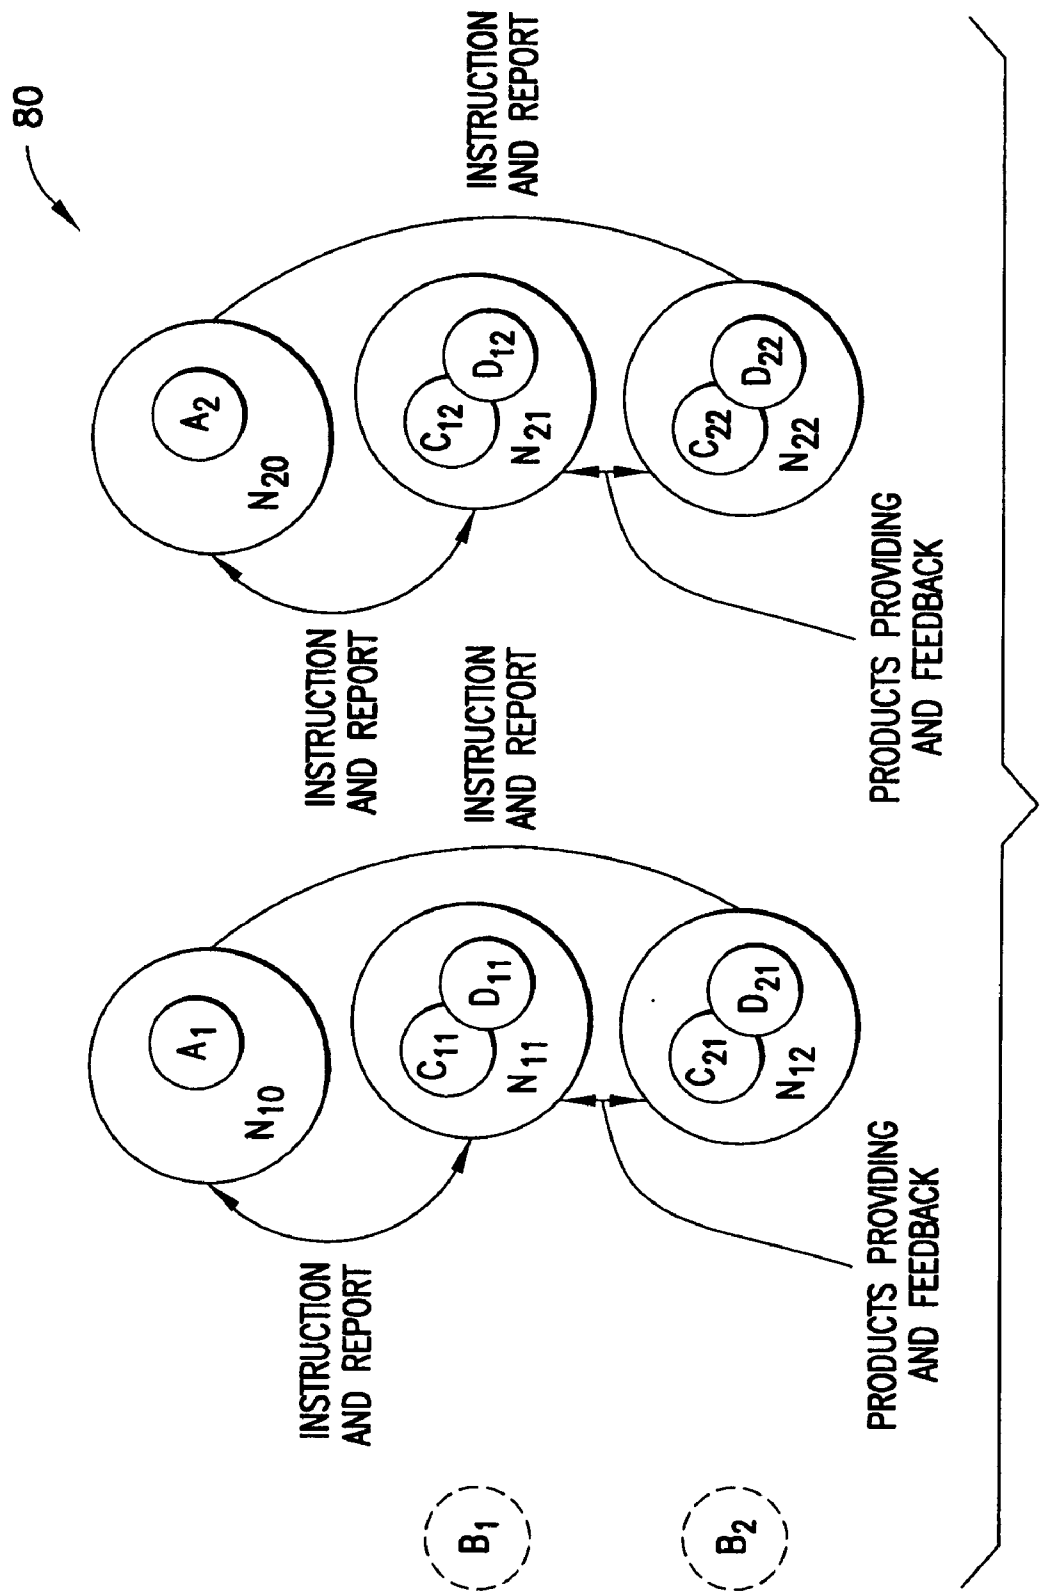 80
A1
N10
A2
N20
INSTRUCTION
AND REPORT
INSTRUCTION
AND REPORT
B1
C11
D11
N11
INSTRUCTION
AND REPORT
C12
D12
N21
INSTRUCTION
AND REPORT
B2
C21
D21
N12
C22
D22
N22
PRODUCTS PROVIDING
AND FEEDBACK
PRODUCTS PROVIDING
AND FEEDBACK